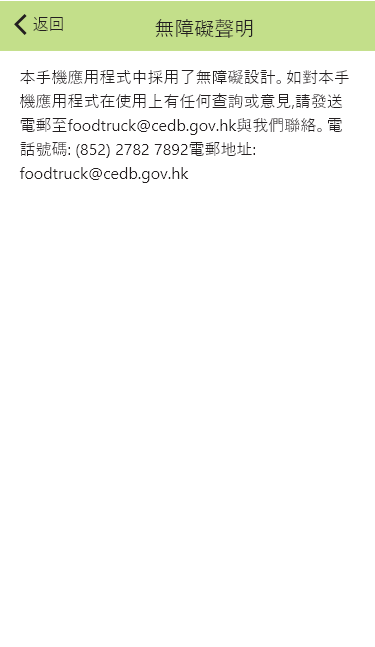 返回
無障礙聲明
本手機應用程式中採用了無障礙設計。如對本手
機應用程式在使用上有任何查詢或意見,請發送
電郵至foodtruck@cedb.gov.hk與我們聯絡。電
話號碼: (852) 2782 7892電郵地址:
foodtruck@cedb.gov.hk